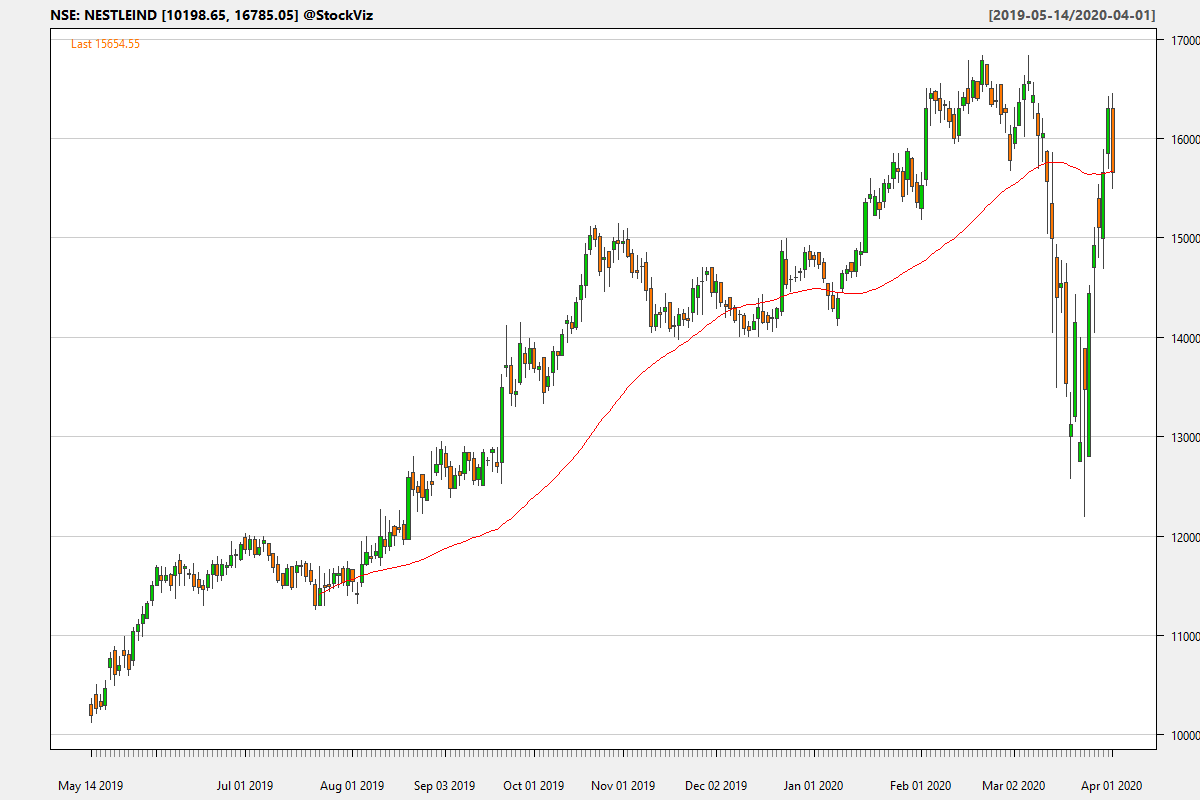 NSE: NESTLEIND [10198.65, 16785.05] @StockViz
[2019-05-14/2020-04-01]
Last 15654.55
17000
16000
15000
14000
13000
12000
11000
10000
May 14 2019
Jul 01 2019
Aug 01 2019
Sep 03 2019
Oct 01 2019
Nov 01 2019
Dec 02 2019
Jan 01 2020
Feb 01 2020
Mar 02 2020
Apr 01 2020